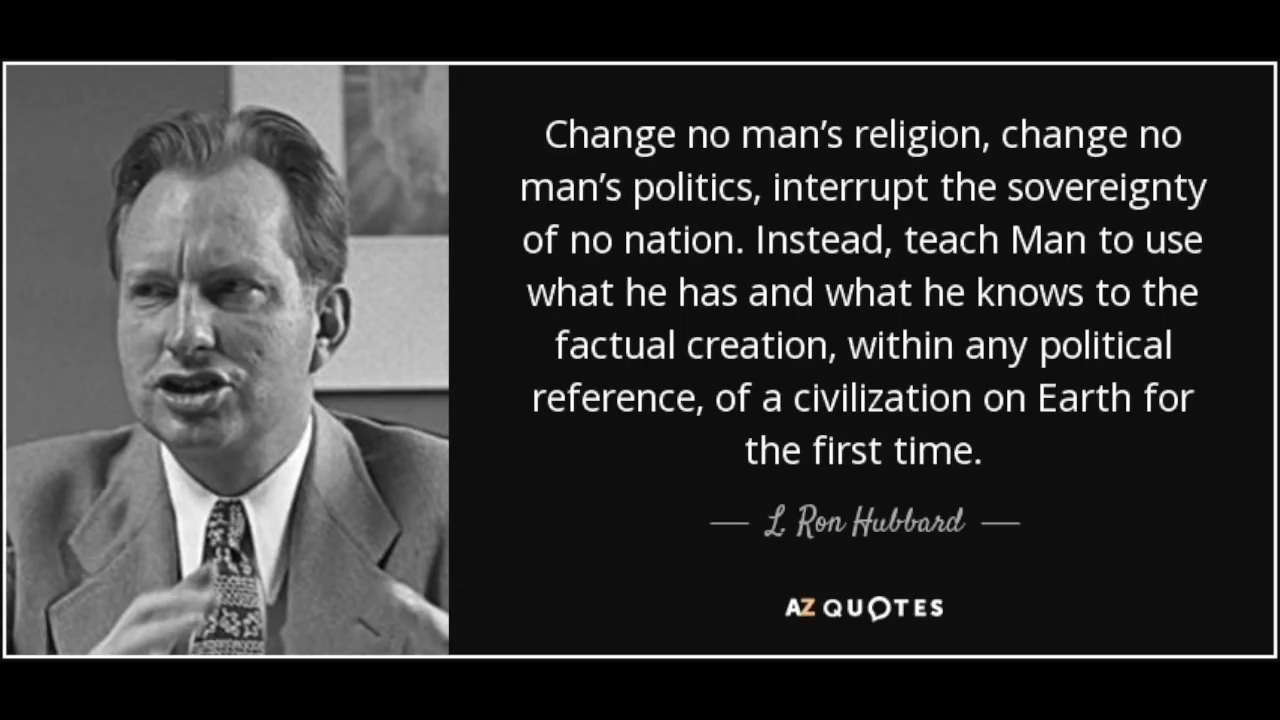 Change no man’s religion, change no
man’s politics, interrupt the sovereignty
of no nation. Instead, teach Man to use
what he has and what he knows to the
factual creation, within any political
reference, of a civilization on Earth for
the first time.
— L. Ron Hubbard —
AZ QUOTES